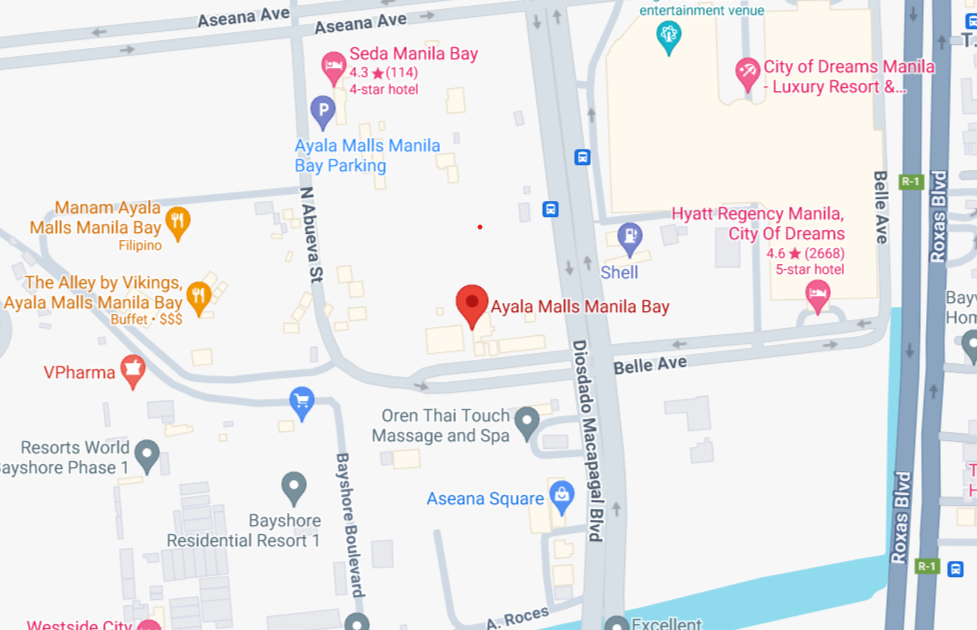 entertainment venue
Aseana Ave
Aseana Ave
Seda Manila Bay
4.3 ★ (114)
4-star hotel
City of Dreams Manila
- Luxury Resort &...
P
Ayala Malls Manila
Bay Parking
T
R-1
Belle Ave
Roxas Blvd
Manam Ayala
Malls Manila Bay
Filipino
N Abueva St
Hyatt Regency Manila,
City Of Dreams
4.6 ★ (2668)
5-star hotel
Shell
The Alley by Vikings,
Ayala Malls Manila Bay
Buffet • $$$
Ayala Malls Manila Bay
Bayv
Hom
VPharma
Belle Ave
Diosdado Macapagal Blvd
Oren Thai Touch
Massage and Spa
Resorts World
Bayshore Phase 1
Bayshore Boulevard
Aseana Square
Bayshore
Residential Resort 1
Roxas Blvd
T
H
R-1
A. Roces
Westside City
Excellent